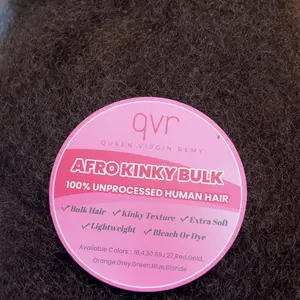 qvr
QUEEN VIRGIN REMY
AFRO KINKY BULK
100% UNPROCESSED HUMAN HAIR
✓Bulk Hair ✓Kinky Texture ✓Extra Soft
✓Lightweight ✓Bleach Or Dye
Available Colors : 1B,4,30,99J,27,Red,Gold,
Orange,Grey,Green,Blue,Blonde